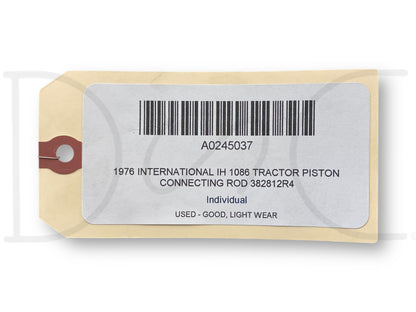 A0245037
1976 INTERNATIONAL IH 1086 TRACTOR PISTON
CONNECTING ROD 382812R4
Individual
USED - GOOD, LIGHT WEAR